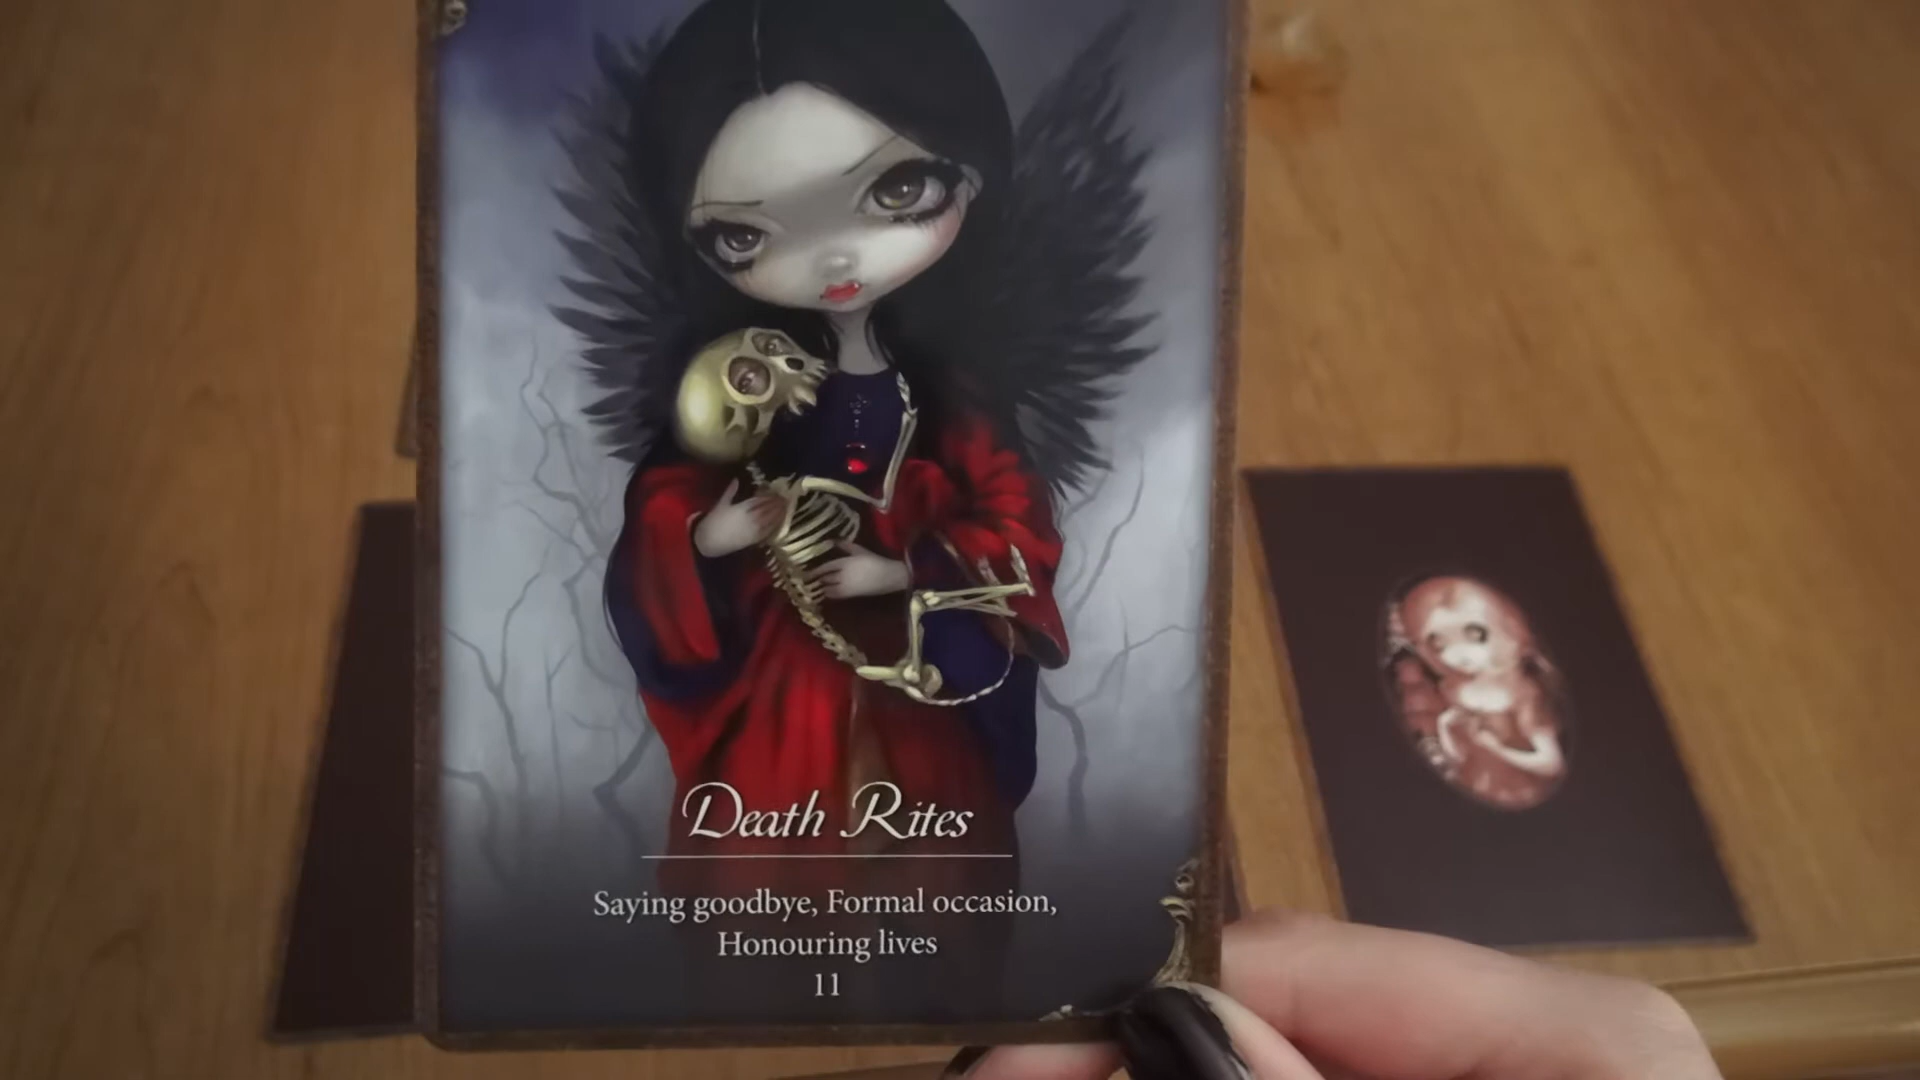 Death Rites
Saying goodbye, Formal occasion,
Honouring lives
11